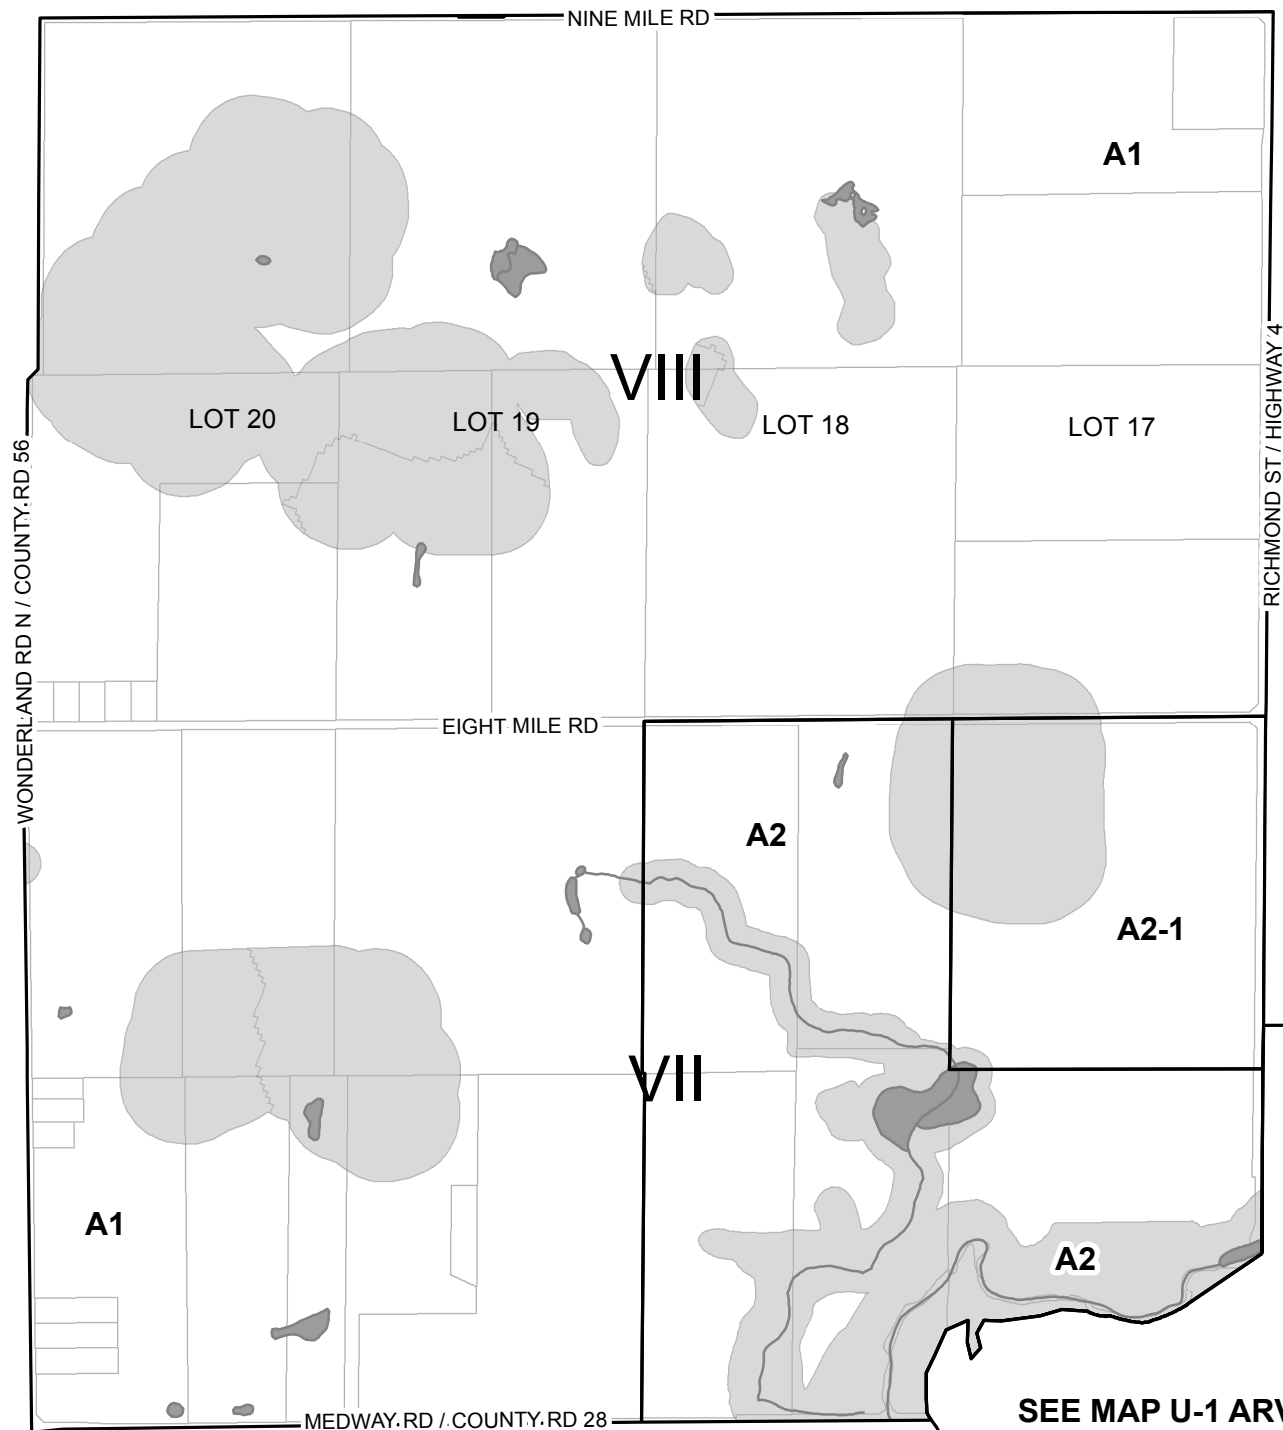 NINE MILE RD
A1
VIII
LOT 20
LOT 19
LOT 18
LOT 17
RICHMOND ST / HIGHWAY 4
WONDERLAND RD N / COUNTY RD 56
EIGHT MILE RD
A2
A2-1
VII
A1
A2
SEE MAP U-1 ARV
MEDWAY RD / COUNTY RD 28